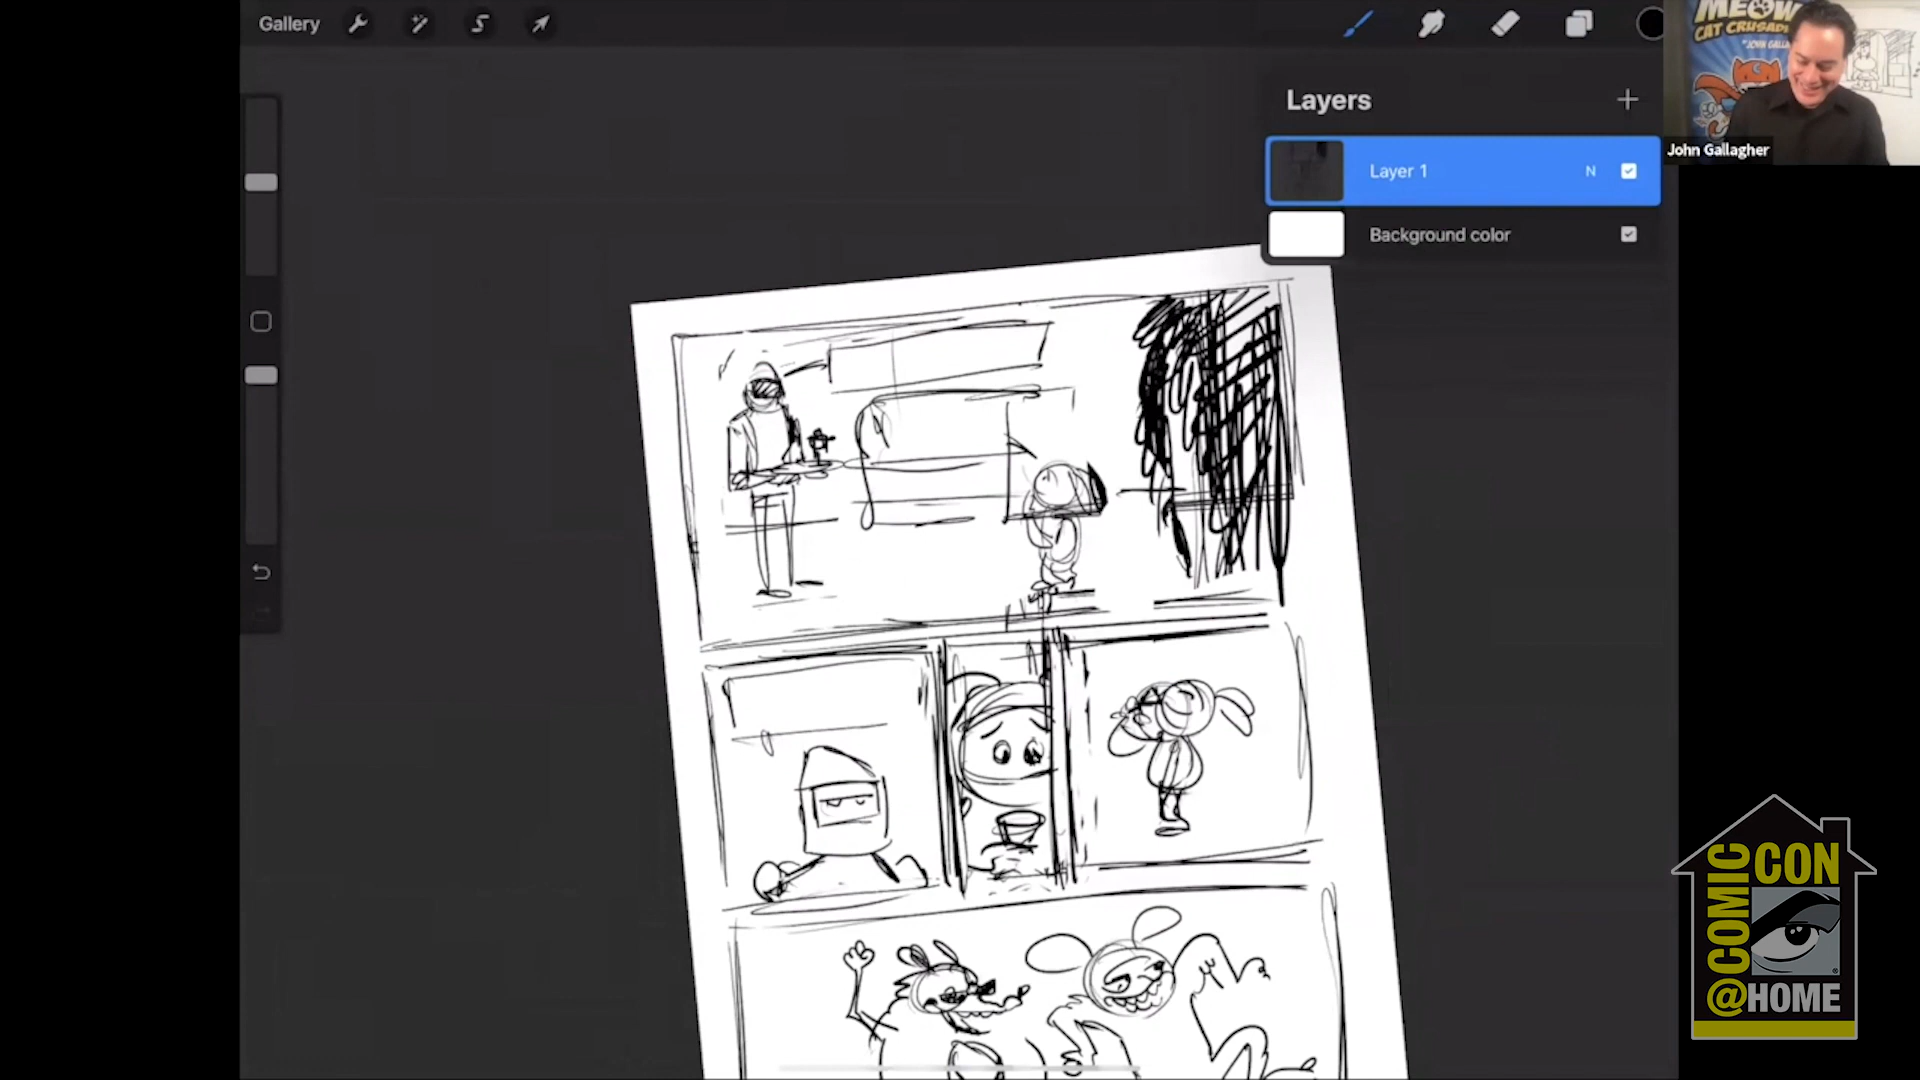 Gallery
Layers
Layer 1
N
Background color
MEOW
CAT CRUSADER
John Gallagher
COMIC
CON
@HOME